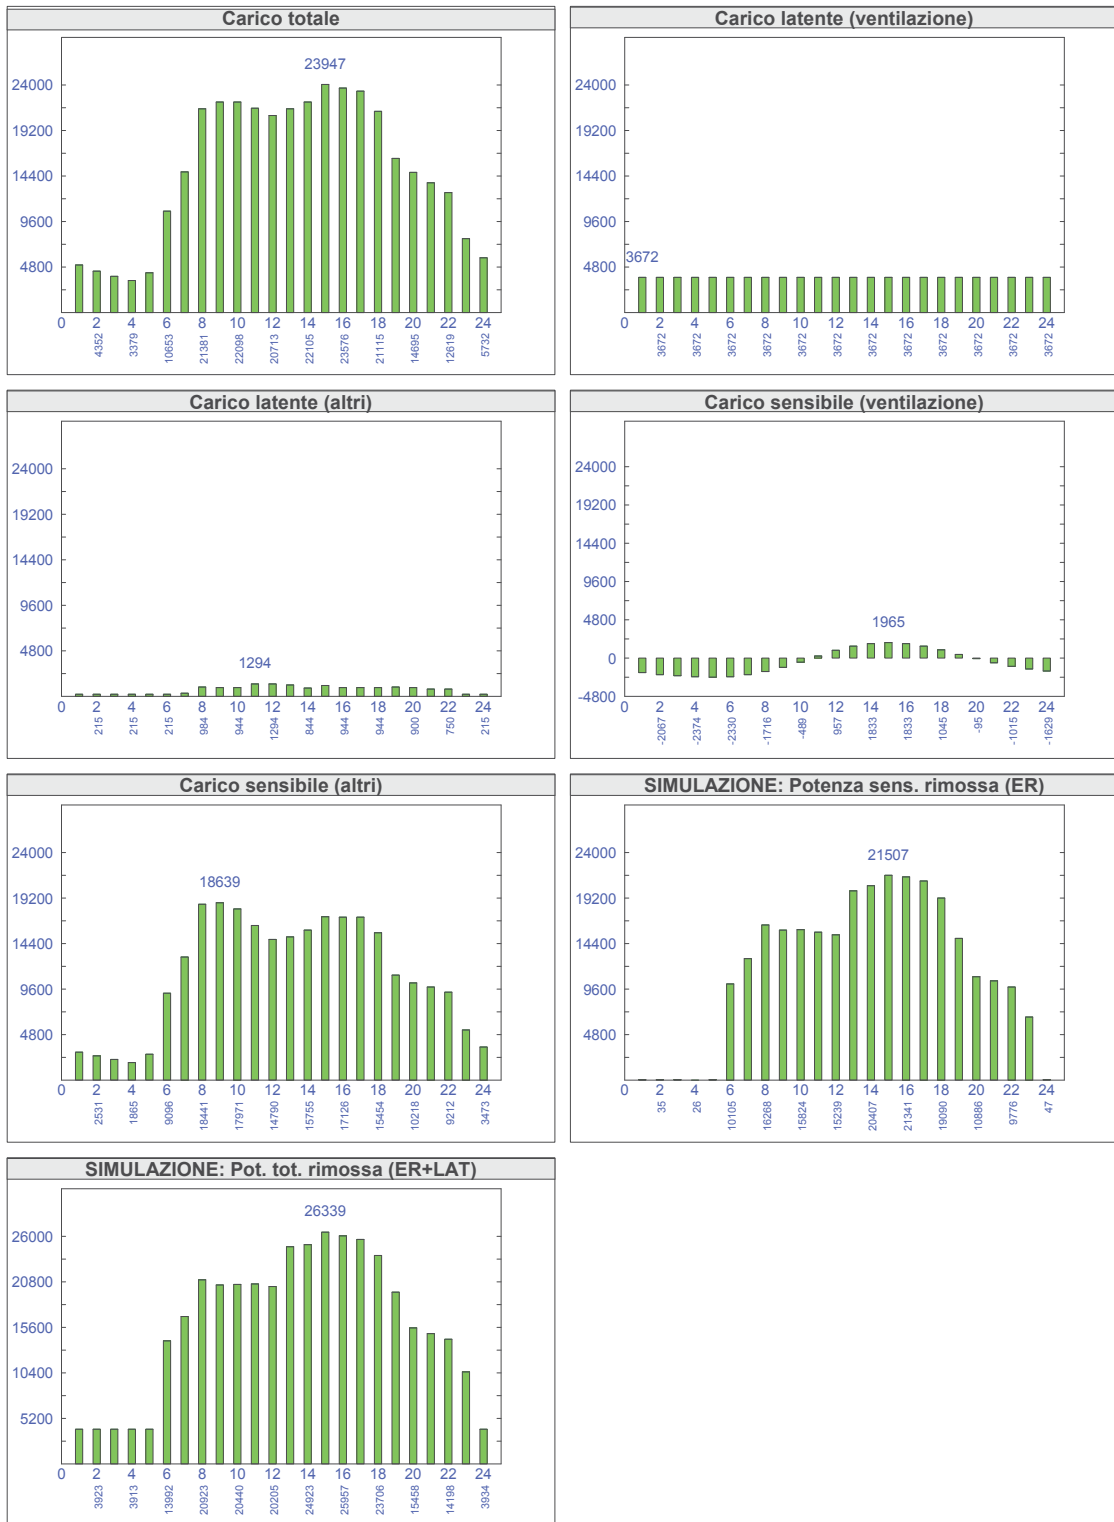 Carico totale
23947
24000
19200
14400
9600
4800
0 2 4 6 8 10 12 14 16 18 20 22 24
4352 3379 10653 21381 22098 20713 22105 23576 21115 14695 12619 5732
Carico latente (ventilazione)
24000
19200
14400
9600
3672
4800
0 2 4 6 8 10 12 14 16 18 20 22 24
3672 3672 3672 3672 3672 3672 3672 3672 3672 3672 3672 3672
Carico latente (altri)
24000
19200
14400
9600
4800
1294
0 2 4 6 8 10 12 14 16 18 20 22 24
215 215 215 984 944 1294 844 944 944 900 750 215
Carico sensibile (ventilazione)
24000
19200
14400
9600
4800
1965
0
-4800
0 2 4 6 8 10 12 14 16 18 20 22 24
-2067 -2374 -2330 -1716 -489 957 1833 1833 1045 -95 -1015 -1629
Carico sensibile (altri)
24000
18639
19200
14400
9600
4800
0 2 4 6 8 10 12 14 16 18 20 22 24
2531 1865 9096 18441 17971 14790 15755 17126 15454 10218 9212 3473
SIMULAZIONE: Potenza sens. rimossa (ER)
24000
21507
19200
14400
9600
4800
0 2 4 6 8 10 12 14 16 18 20 22 24
35 26 10105 16268 15824 15239 20407 21341 19090 10886 9776 47
SIMULAZIONE: Pot. tot. rimossa (ER+LAT)
26339
26000
20800
15600
10400
5200
0 2 4 6 8 10 12 14 16 18 20 22 24
3923 3913 13992 20923 20440 20205 24923 25957 23706 15458 14198 3934